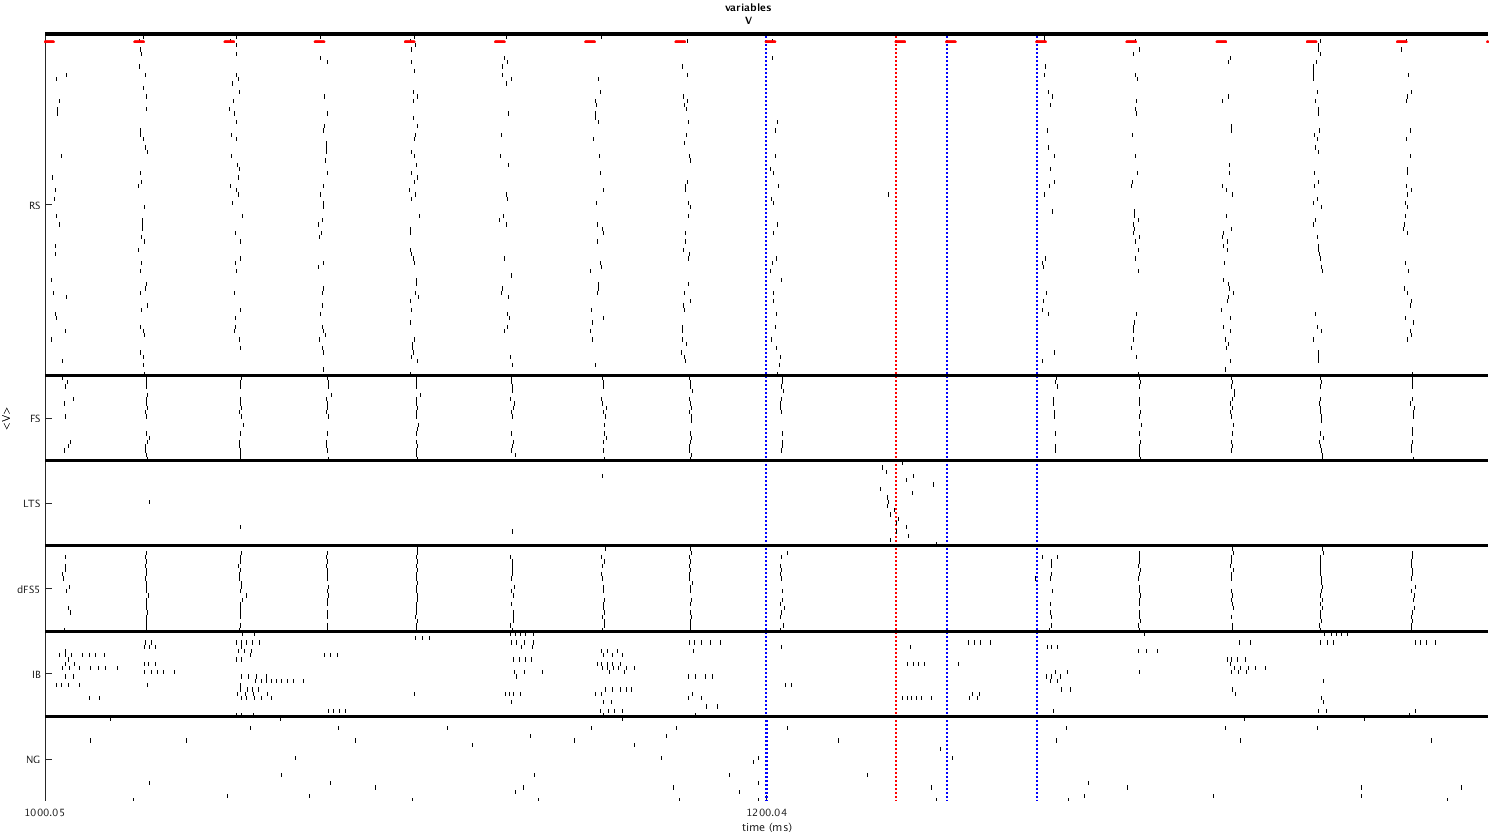 variables
V
RS
FS
<V>
LTS
dFS5
IB
NG
1000.05
1200.04
time (ms)